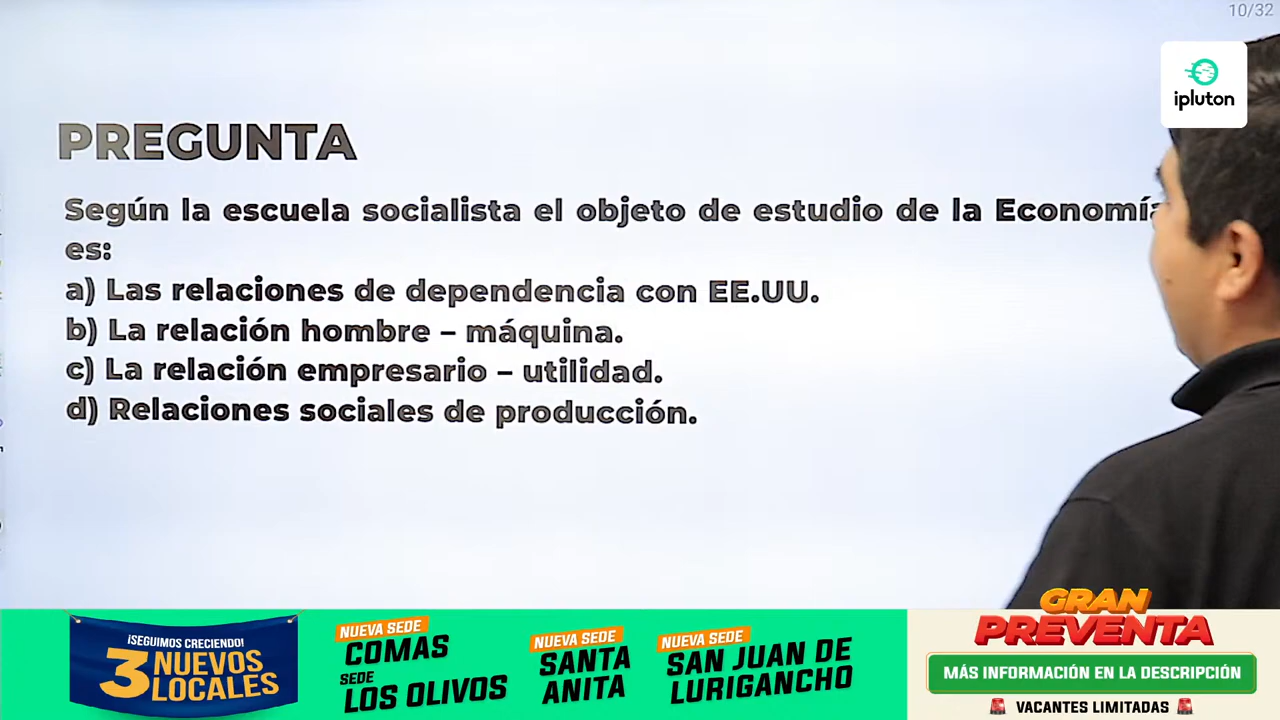 10/32
ipluton
PREGUNTA
Según la escuela socialista el objeto de estudio de la Economía
es:
a) Las relaciones de dependencia con EE.UU.
b) La relación hombre – máquina.
c) La relación empresario – utilidad.
d) Relaciones sociales de producción.
¡SEGUIMOS CRECIENDO!
3 NUEVOS
LOCALES
NUEVA SEDE
COMAS
SEDE
LOS OLIVOS
NUEVA SEDE
SANTA
ANITA
NUEVA SEDE
SAN JUAN DE
LURIGANCHO
GRAN
PREVENTA
MÁS INFORMACIÓN EN LA DESCRIPCIÓN
VACANTES LIMITADAS